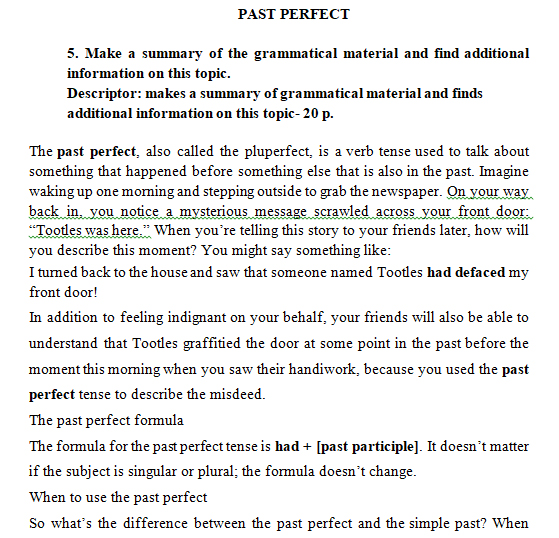 PAST PERFECT
5. Make a summary of the grammatical material and find additional
information on this topic.
Descriptor: makes a summary of grammatical material and finds
additional information on this topic- 20 p.
The past perfect, also called the pluperfect, is a verb tense used to talk about
something that happened before something else that is also in the past. Imagine
waking up one morning and stepping outside to grab the newspaper. On your way
back in, you notice a mysterious message scrawled across your front door:
“Tootles was here.” When you’re telling this story to your friends later, how will
you describe this moment? You might say something like:
I turned back to the house and saw that someone named Tootles had defaced my
front door!
In addition to feeling indignant on your behalf, your friends will also be able to
understand that Tootles graffitied the door at some point in the past before the
moment this morning when you saw their handiwork, because you used the past
perfect tense to describe the misdeed.
The past perfect formula
The formula for the past perfect tense is had + [past participle]. It doesn’t matter
if the subject is singular or plural; the formula doesn’t change.
When to use the past perfect
So what’s the difference between the past perfect and the simple past? When